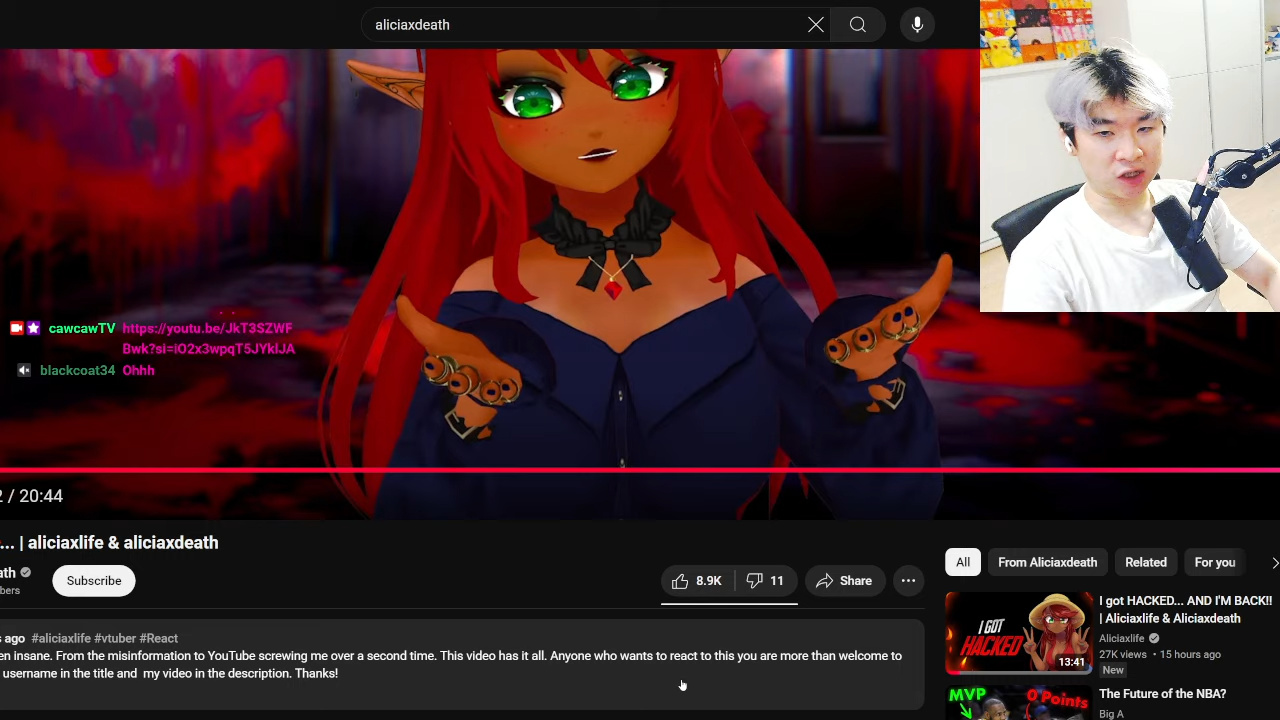 aliciaxdeath
cawcawTV https://youtu.be/JkT3SZWF
Bwk?si=iO2x3wpqT5JYklJA
blackcoat34 Ohhh
2 / 20:44
... | aliciaxlife & aliciaxdeath
ath
bers
Subscribe
8.9K
11
Share
s ago #aliciaxlife #vtuber #React
en insane. From the misinformation to YouTube screwing me over a second time. This video has it all. Anyone who wants to react to this you are more than welcome to
username in the title and my video in the description. Thanks!
All
From Aliciaxdeath
Related
For you
I GOT
HACKED
13:41
I got HACKED... AND I'M BACK!!
| Aliciaxlife & Aliciaxdeath
Aliciaxlife
27K views • 15 hours ago
New
MVP
0 Points
The Future of the NBA?
Big A